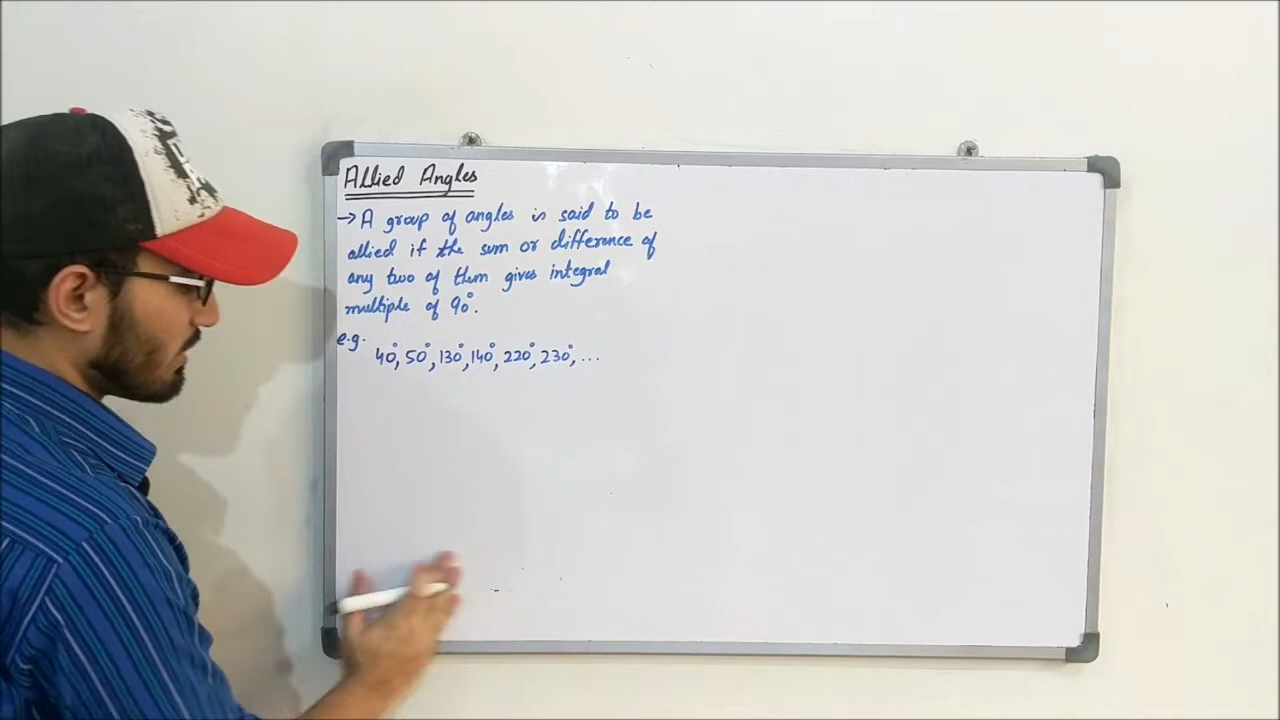 Allied Angles
→ A group of angles is said to be
allied if the sum or difference of
any two of them gives integral
multiple of 90°.
e.g.
40°, 50°, 130°, 140°, 220°, 230°, ...